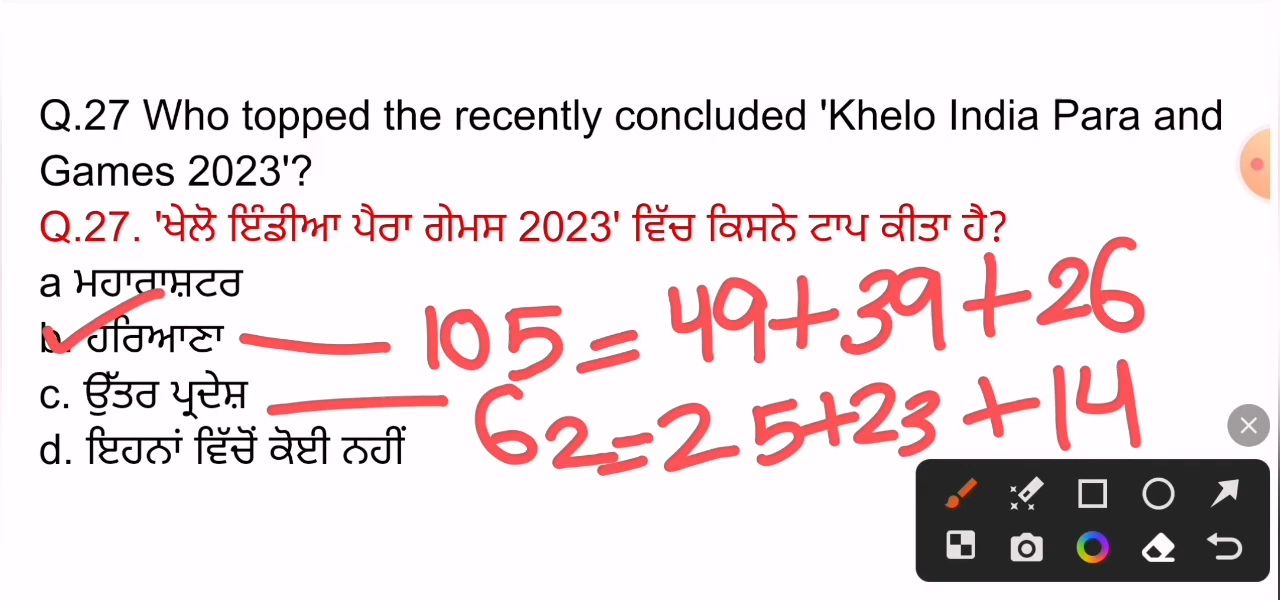 Q.27 Who topped the recently concluded 'Khelo India Para and
Games 2023'?
Q.27. 'ਖੇਲੋ ਇੰਡੀਆ ਪੈਰਾ ਗੇਮਸ 2023' ਵਿੱਚ ਕਿਸਨੇ ਟਾਪ ਕੀਤਾ ਹੈ?
a ਮਹਾਰਾਸ਼ਟਰ
b. ਹਰਿਆਣਾ 105 = 49+39+26
c. ਉੱਤਰ ਪ੍ਰਦੇਸ਼ 62=25+23+14
d. ਇਹਨਾਂ ਵਿੱਚੋਂ ਕੋਈ ਨਹੀਂ